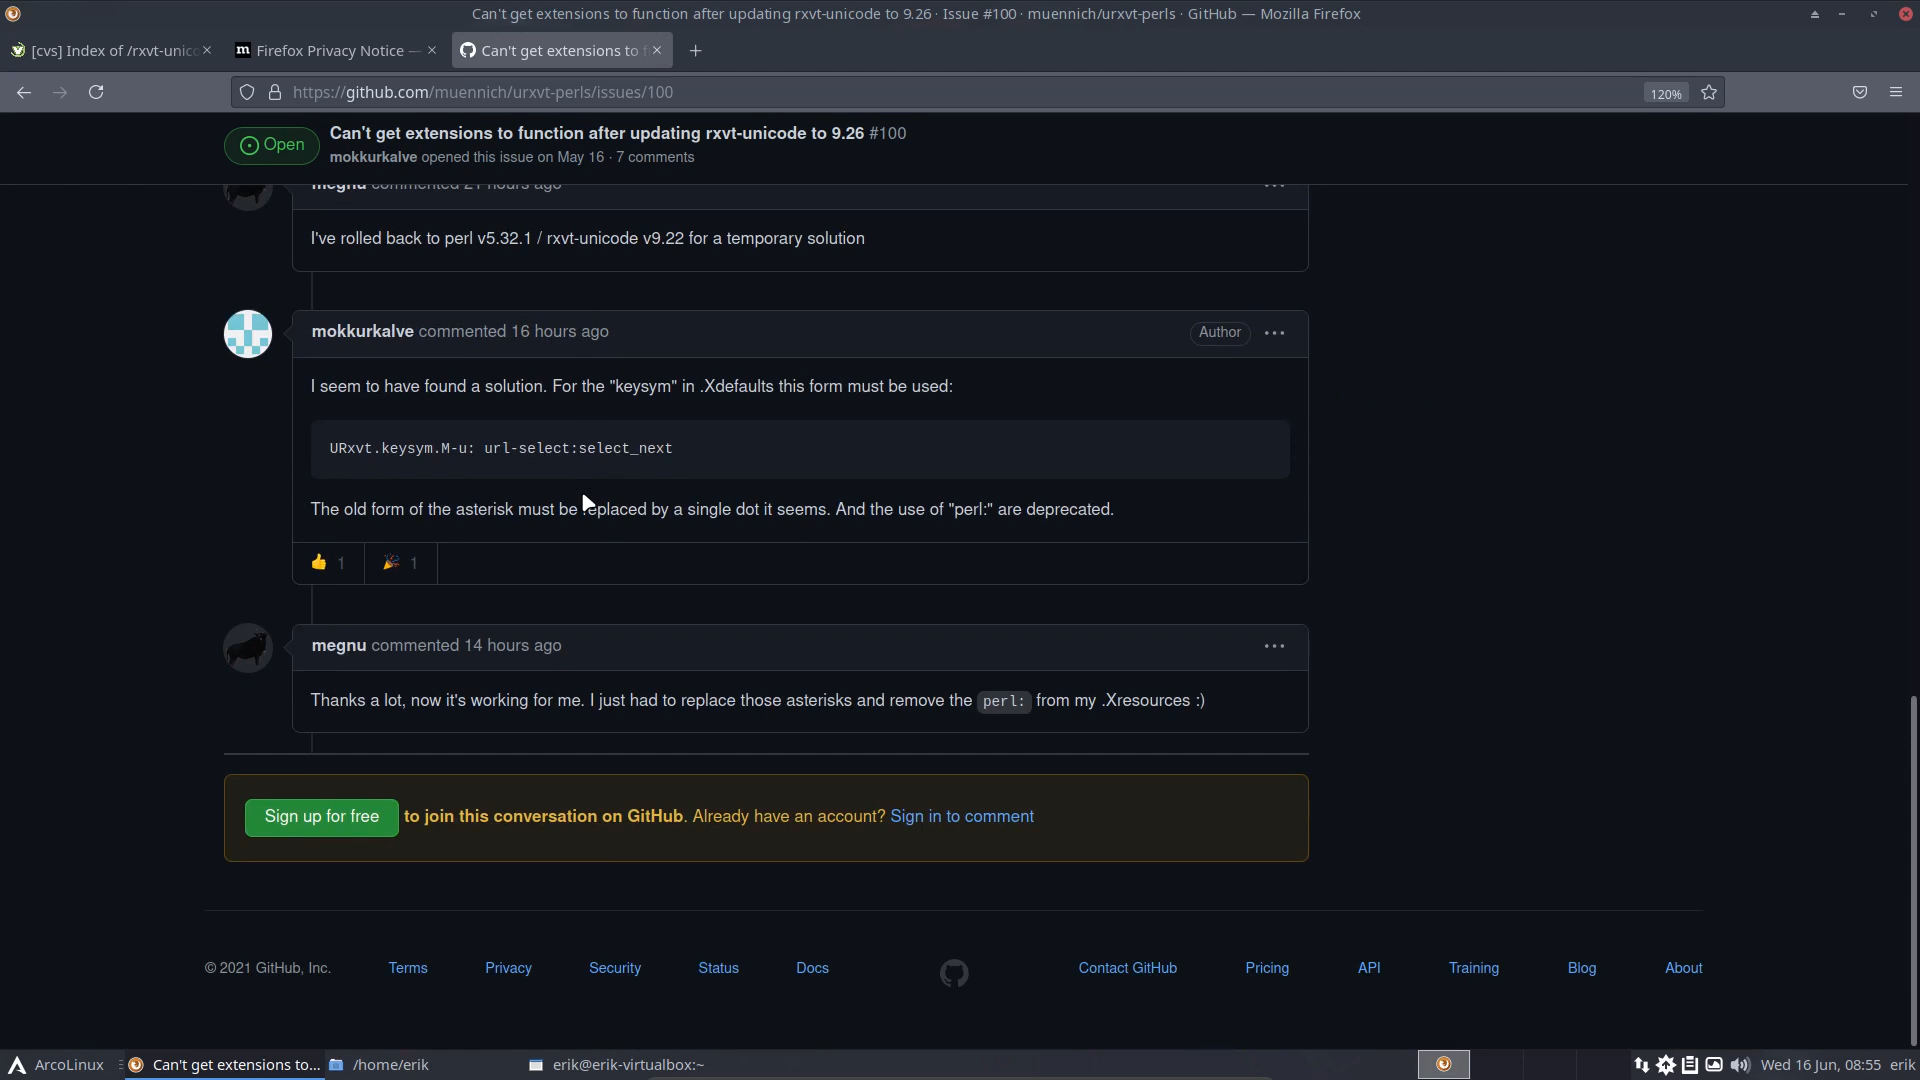 Can't get extensions to function after updating rxvt-unicode to 9.26 · Issue #100 · muennich/urxvt-perls · GitHub — Mozilla Firefox
[cvs] Index of /rxvt-unic
Firefox Privacy Notice —
Can't get extensions to f
https://github.com/muennich/urxvt-perls/issues/100
120%
Open
Can't get extensions to function after updating rxvt-unicode to 9.26 #100
mokkurkalve opened this issue on May 16 · 7 comments
megnu commented 21 hours ago
I've rolled back to perl v5.32.1 / rxvt-unicode v9.22 for a temporary solution
mokkurkalve commented 16 hours ago
Author
I seem to have found a solution. For the "keysym" in .Xdefaults this form must be used:
URxvt.keysym.M-u: url-select:select_next
The old form of the asterisk must be replaced by a single dot it seems. And the use of "perl:" are deprecated.
👍 1
🎉 1
megnu commented 14 hours ago
Thanks a lot, now it's working for me. I just had to replace those asterisks and remove the perl: from my .Xresources :)
Sign up for free to join this conversation on GitHub. Already have an account? Sign in to comment
© 2021 GitHub, Inc.
Terms
Privacy
Security
Status
Docs
Contact GitHub
Pricing
API
Training
Blog
About
ArcoLinux
Can't get extensions to...
/home/erik
erik@erik-virtualbox:~
Wed 16 Jun, 08:55
erik